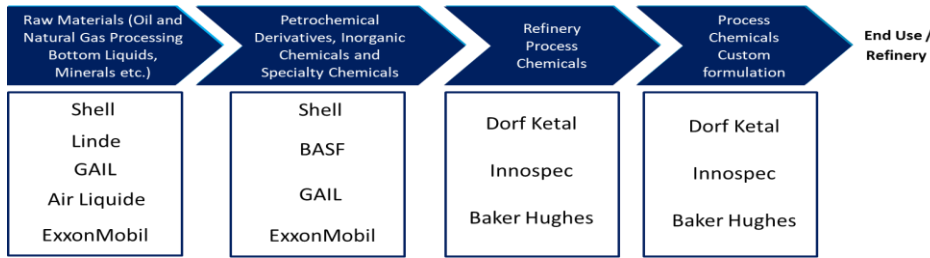 Raw Materials (Oil and
Natural Gas Processing
Bottom Liquids,
Minerals etc.)
Petrochemical
Derivatives, Inorganic
Chemicals and
Specialty Chemicals
Refinery
Process
Chemicals
Process
Chemicals
Custom
formulation
End Use /
Refinery
Shell
Linde
GAIL
Air Liquide
ExxonMobil
Shell
BASF
GAIL
ExxonMobil
Dorf Ketal
Innospec
Baker Hughes
Dorf Ketal
Innospec
Baker Hughes